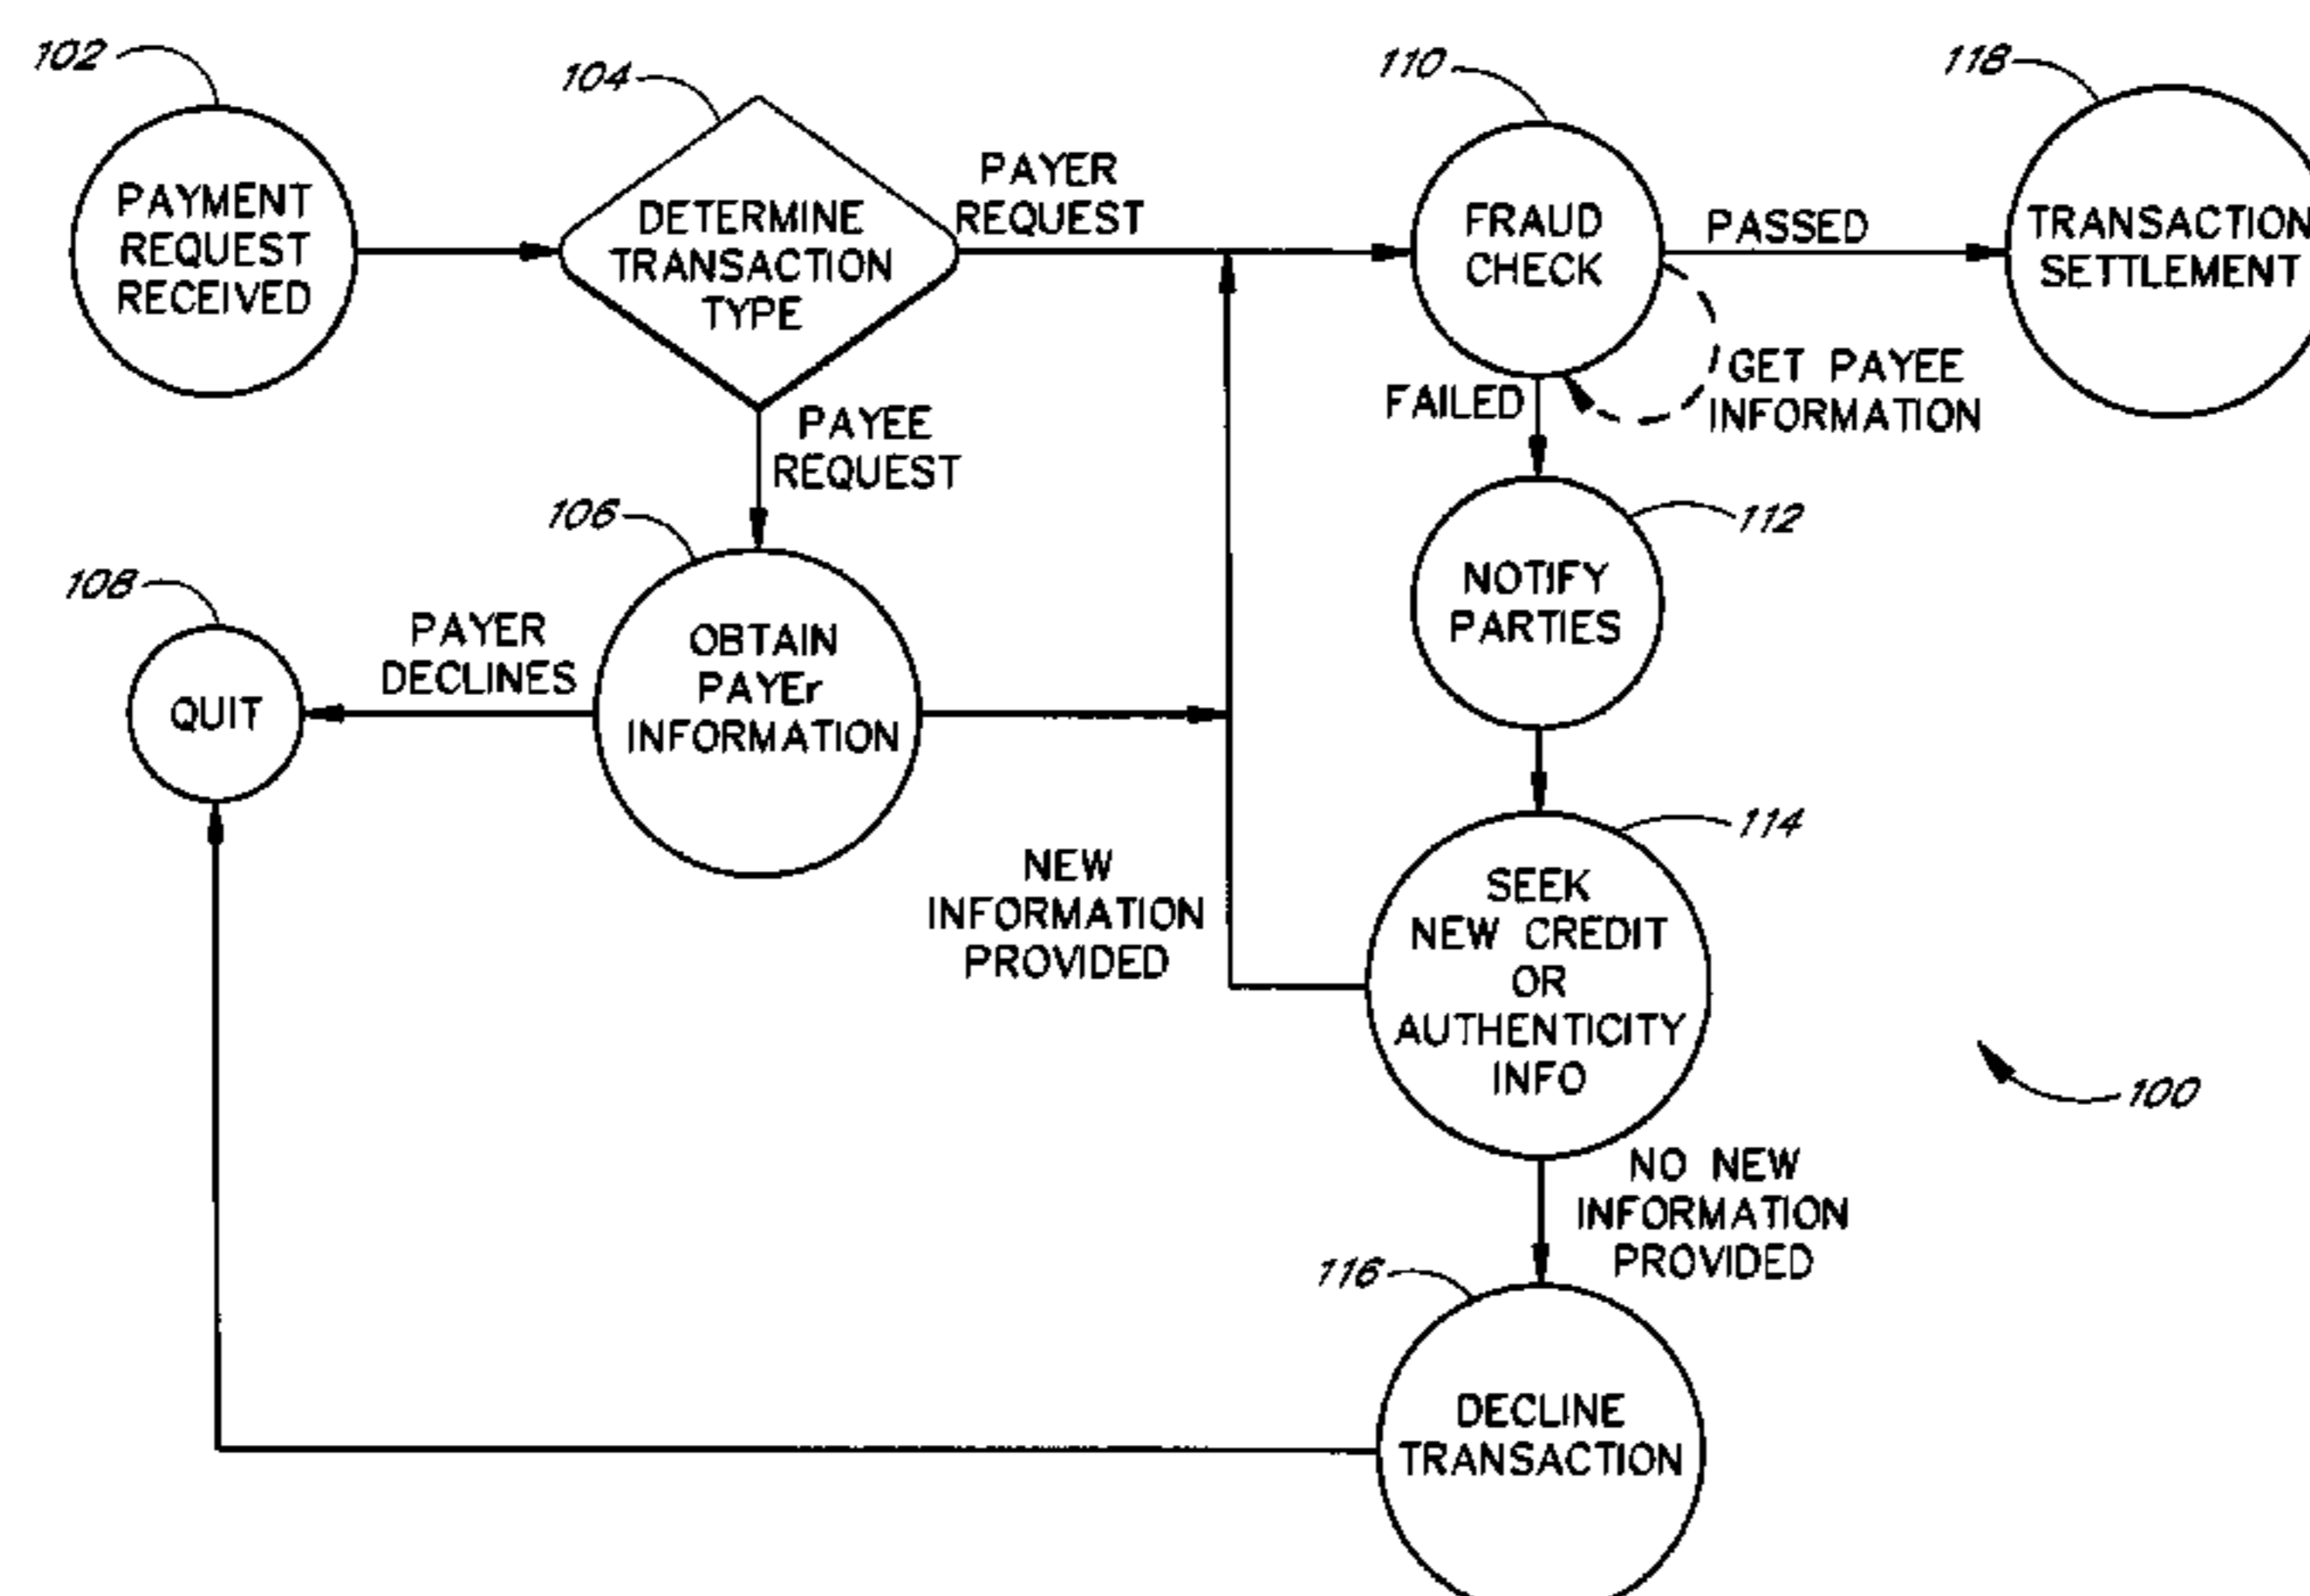 102
PAYMENT
REQUEST
RECEIVED
104
DETERMINE
TRANSACTION
TYPE
PAYER
REQUEST
110
FRAUD
CHECK
PASSED
118
TRANSACTION
SETTLEMENT
GET PAYEE
INFORMATION
FAILED
PAYEE
REQUEST
106
OBTAIN
PAYEr
INFORMATION
PAYER
DECLINES
108
QUIT
112
NOTIFY
PARTIES
114
SEEK
NEW CREDIT
OR
AUTHENTICITY
INFO
NEW
INFORMATION
PROVIDED
NO NEW
INFORMATION
PROVIDED
116
DECLINE
TRANSACTION
100